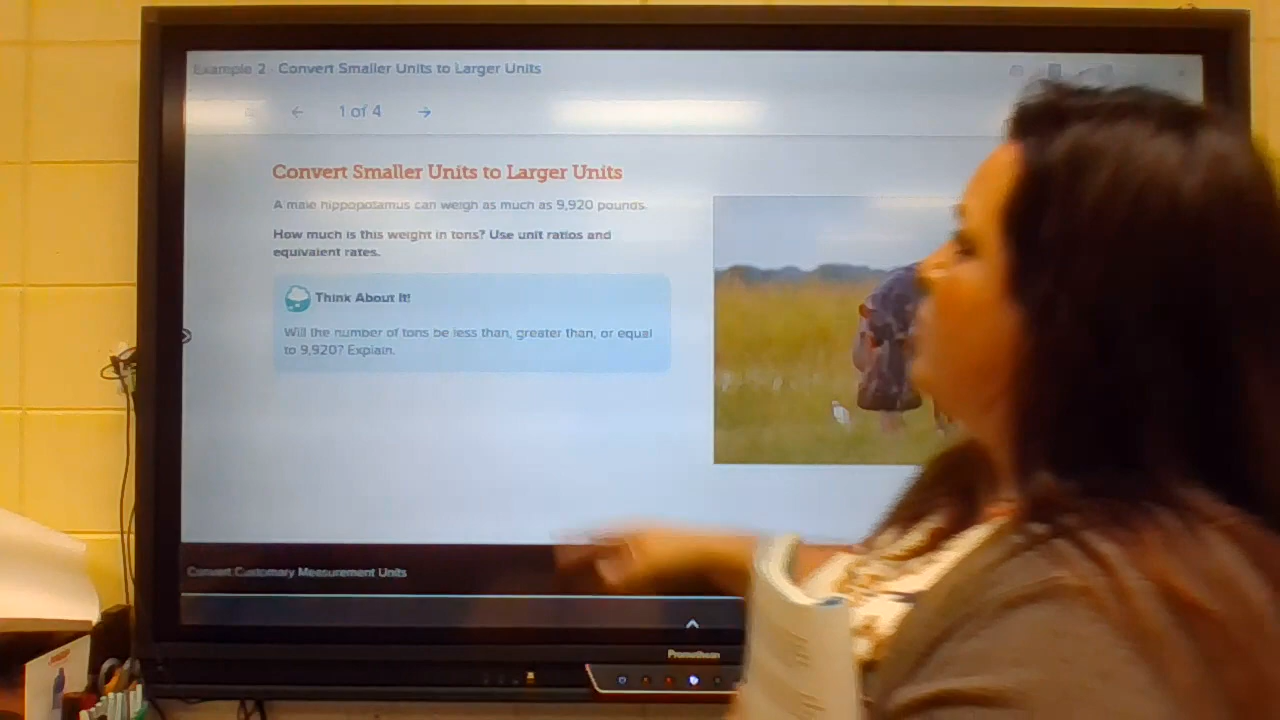 Example 2 Convert Smaller Units to Larger Units
1 of 4
Convert Smaller Units to Larger Units
A male hippopotamus can weigh as much as 9,920 pounds.
How much is this weight in tons? Use unit ratios and
equivalent rates.
Think About It!
Will the number of tons be less than, greater than, or equal
to 9,920? Explain.
Convert Customary Measurement Units
Promethean